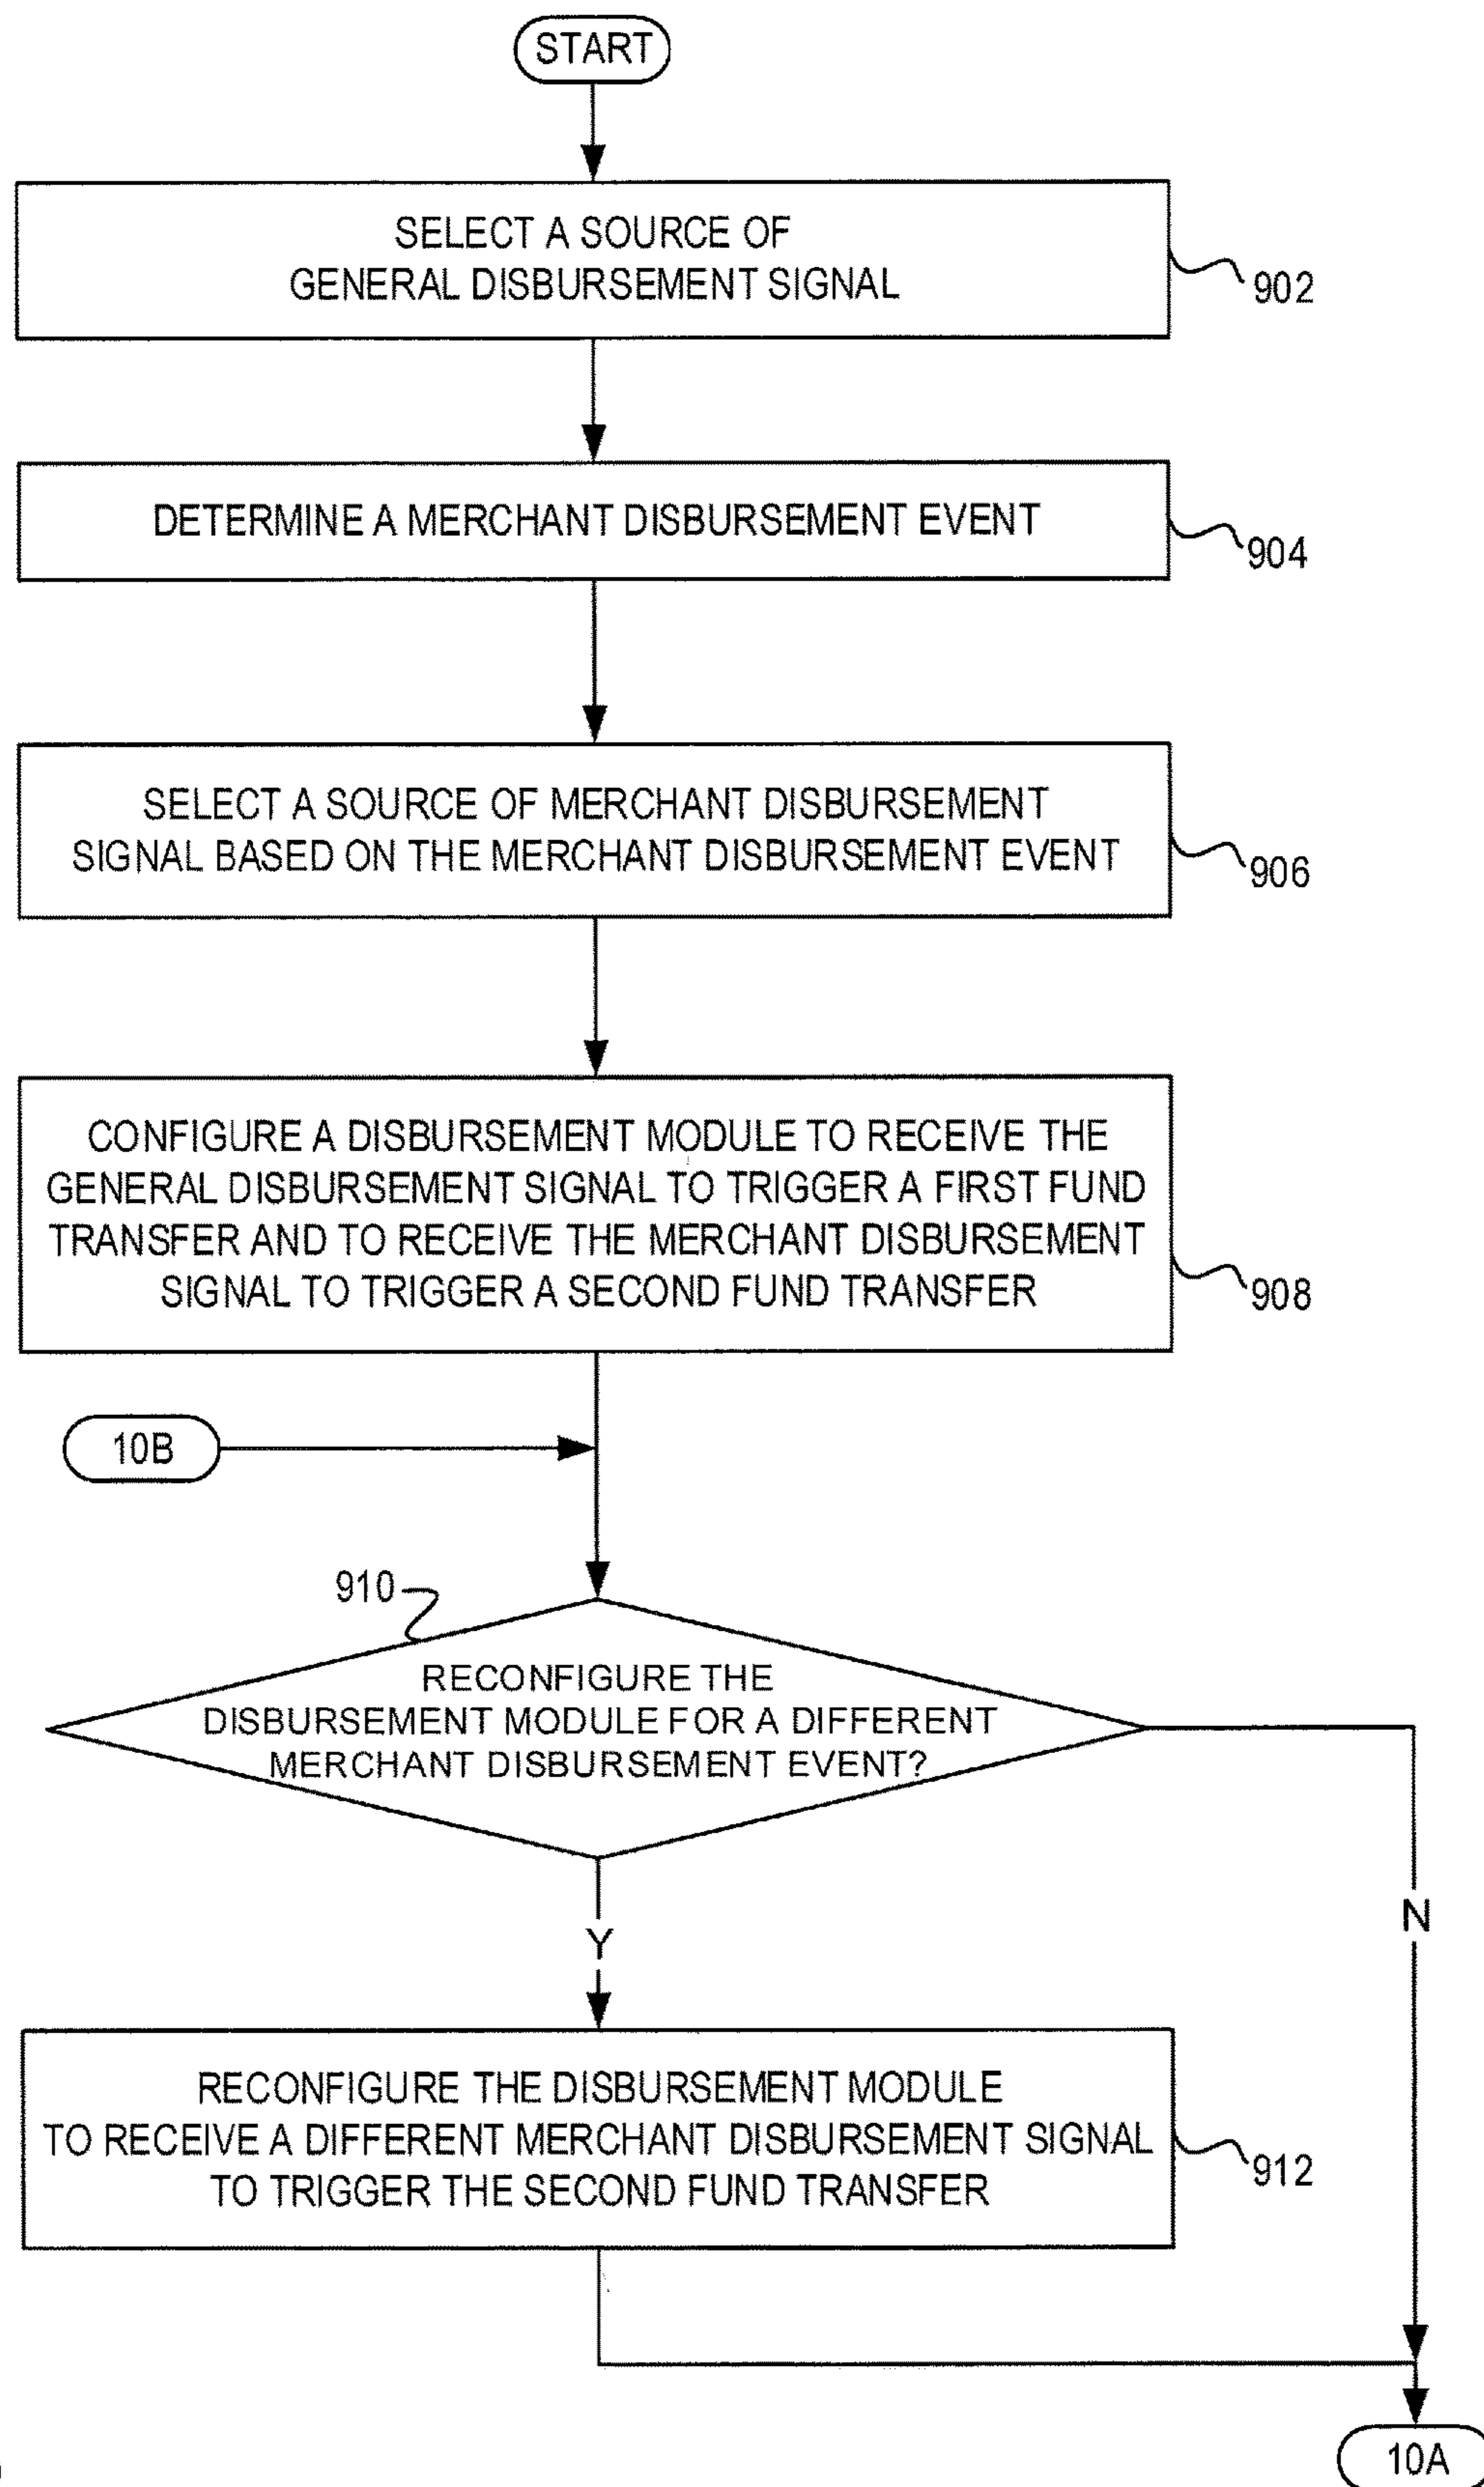 START
SELECT A SOURCE OF
GENERAL DISBURSEMENT SIGNAL
902
DETERMINE A MERCHANT DISBURSEMENT EVENT
904
SELECT A SOURCE OF MERCHANT DISBURSEMENT
SIGNAL BASED ON THE MERCHANT DISBURSEMENT EVENT
906
CONFIGURE A DISBURSEMENT MODULE TO RECEIVE THE
GENERAL DISBURSEMENT SIGNAL TO TRIGGER A FIRST FUND
TRANSFER AND TO RECEIVE THE MERCHANT DISBURSEMENT
SIGNAL TO TRIGGER A SECOND FUND TRANSFER
908
10B
910
RECONFIGURE THE
DISBURSEMENT MODULE FOR A DIFFERENT
MERCHANT DISBURSEMENT EVENT?
N
Y
RECONFIGURE THE DISBURSEMENT MODULE
TO RECEIVE A DIFFERENT MERCHANT DISBURSEMENT SIGNAL
TO TRIGGER THE SECOND FUND TRANSFER
912
10A